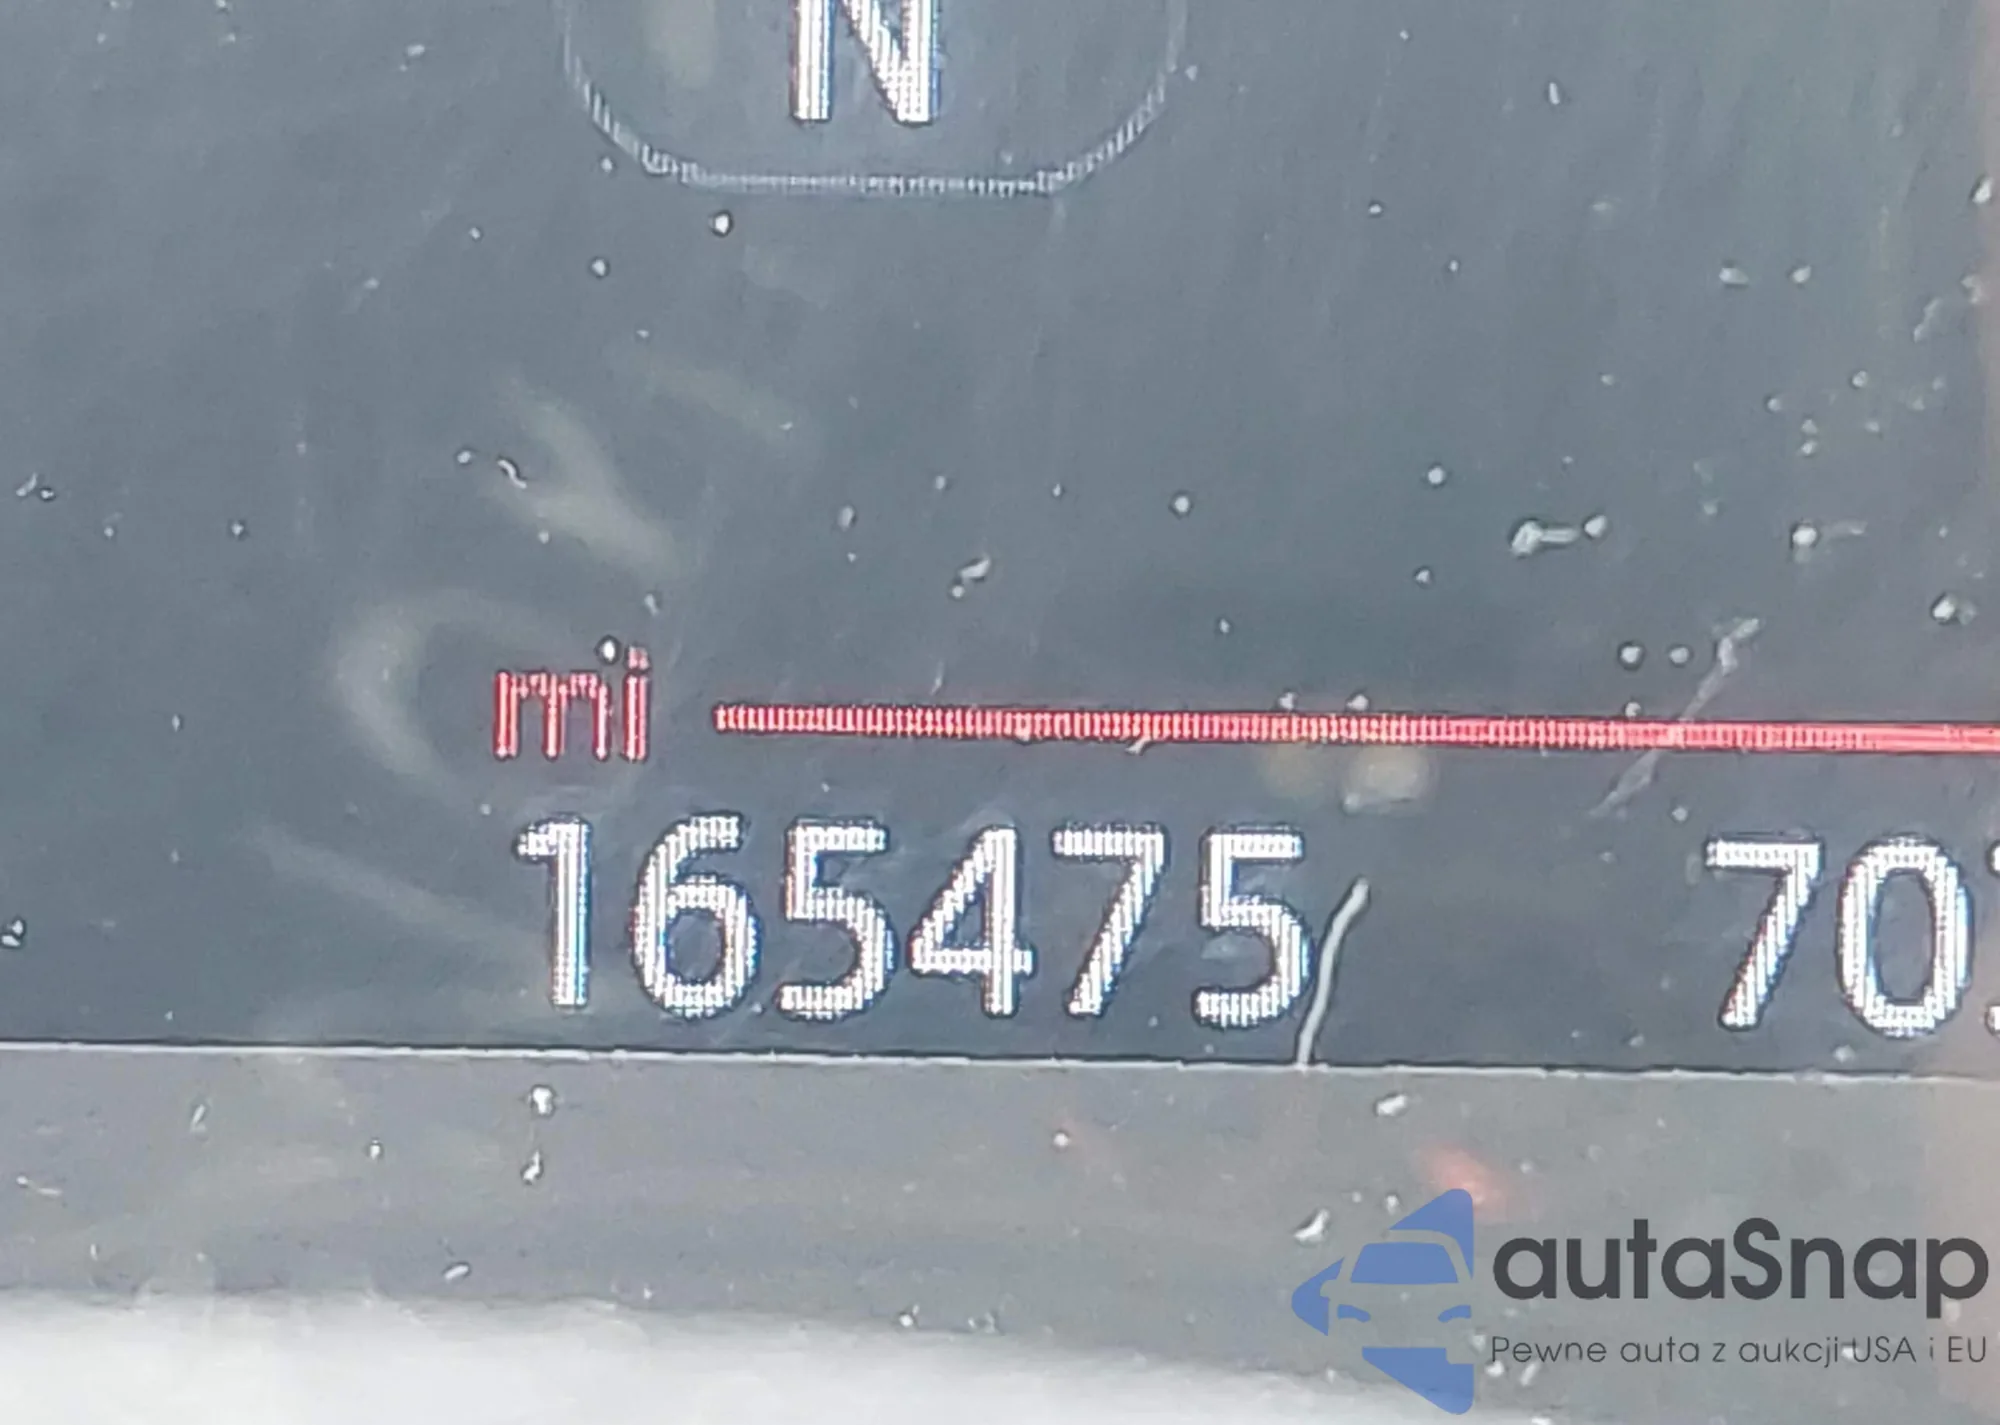 N
mi
165475 70
autaSnap
Pewne auta z aukcji USA i EU